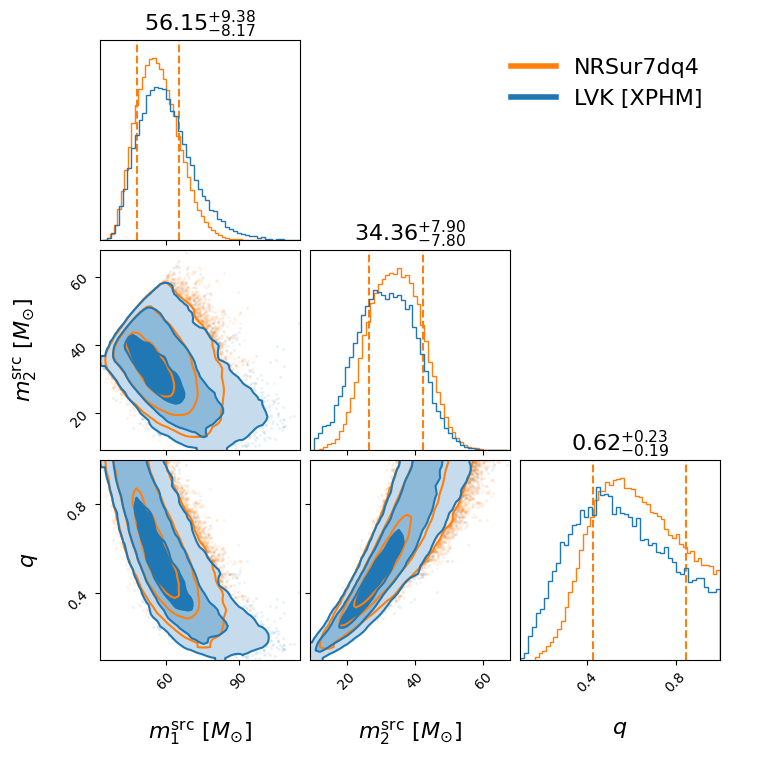 56.15+9.38−8.17
NRSur7dq4
LVK [XPHM]
34.36+7.90−7.80
60
40
20
m2src [M⊙]
0.62+0.23−0.19
0.8
0.4
q
60 90
20 40 60
0.4 0.8
m1src [M⊙]
m2src [M⊙]
q